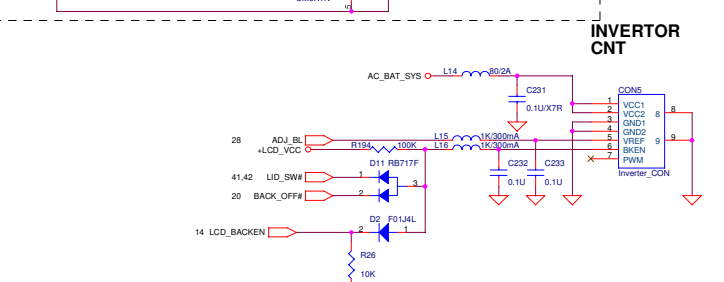 5
INVERTOR
CNT
AC_BAT_SYS
L14
80/2A
C231
0.1U/X7R
CON5
1 VCC1
2 VCC2 8 8
3 GND1
4 GND2
5 VREF 9 9
6 BKEN
7 PWM
Inverter_CON
28 ADJ_BL
L15 1K/300mA
+LCD_VCC
R194 100K
L16 1K/300mA
D11 RB717F
C232
0.1U
C233
0.1U
41,42 LID_SW#
1
3
20 BACK_OFF#
2
D2 F01J4L
14 LCD_BACKEN
2 1
R26
10K